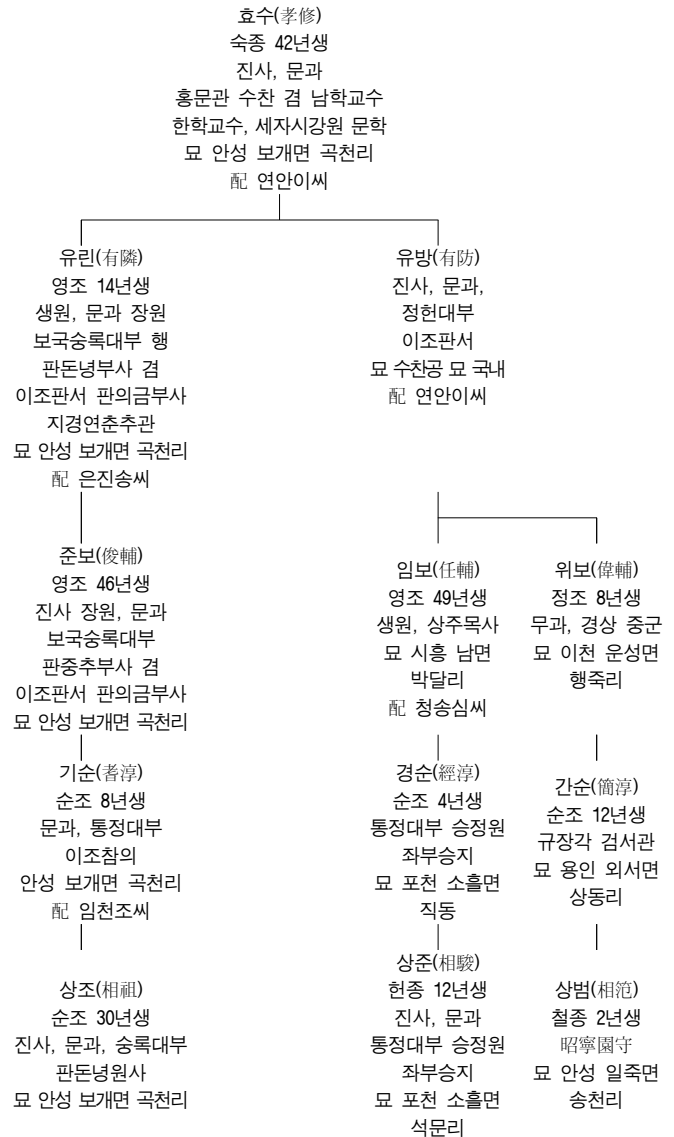 효수(孝修)
숙종 42년생
진사, 문과
홍문관 수찬 겸 남학교수
한학교수, 세자시강원 문학
묘 안성 보개면 곡천리
配 연안이씨
유린(有隣)
영조 14년생
생원, 문과 장원
보국숭록대부 행
판돈녕부사 겸
이조판서 판의금부사
지경연춘추관
묘 안성 보개면 곡천리
配 은진송씨
유방(有防)
진사, 문과,
정헌대부
이조판서
묘 수찬공 묘 국내
配 연안이씨
준보(俊輔)
영조 46년생
진사 장원, 문과
보국숭록대부
판중추부사 겸
이조판서 판의금부사
묘 안성 보개면 곡천리
임보(任輔)
영조 49년생
생원, 상주목사
묘 시흥 남면
박달리
配 청송심씨
위보(偉輔)
정조 8년생
무과, 경상 중군
묘 이천 운성면
행죽리
기순(耆淳)
순조 8년생
문과, 통정대부
이조참의
안성 보개면 곡천리
配 임천조씨
경순(經淳)
순조 4년생
통정대부 승정원
좌부승지
묘 포천 소흘면
직동
간순(簡淳)
순조 12년생
규장각 검서관
묘 용인 외서면
상동리
상조(相祖)
순조 30년생
진사, 문과, 숭록대부
판돈녕원사
묘 안성 보개면 곡천리
상준(相駿)
헌종 12년생
진사, 문과
통정대부 승정원
좌부승지
묘 포천 소흘면
석문리
상범(相范)
철종 2년생
昭寧園守
묘 안성 일죽면
송천리